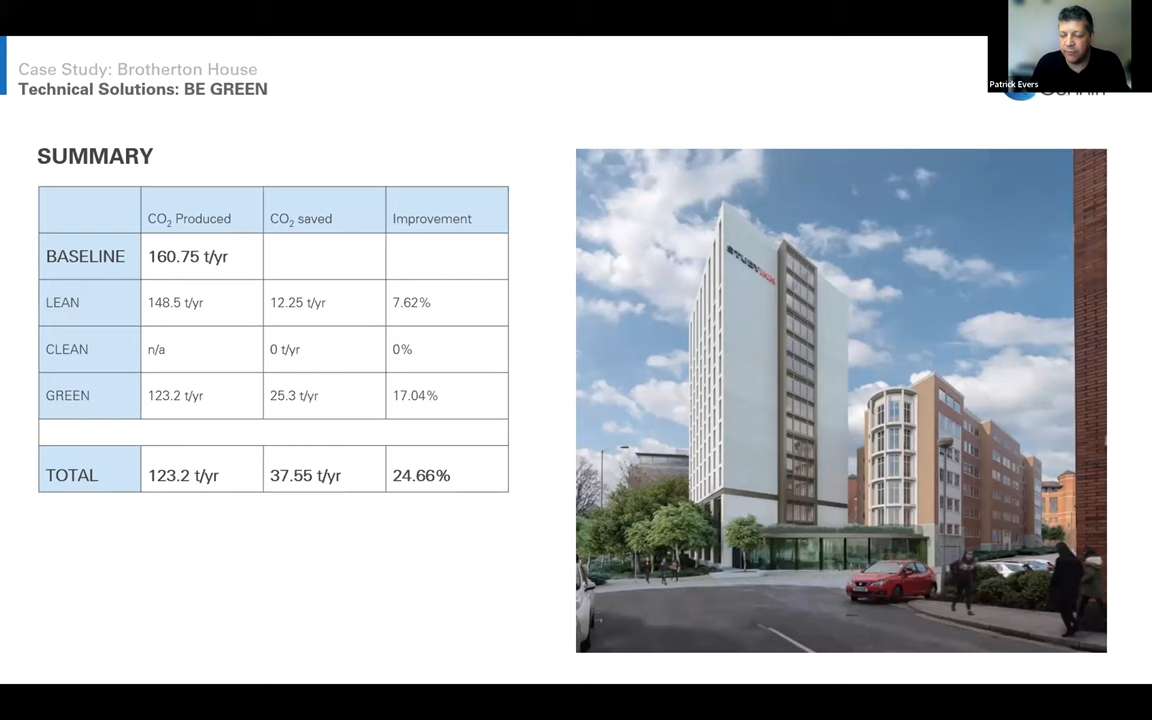 Case Study: Brotherton House
Technical Solutions: BE GREEN
Patrick Evers
SUMMARY
CO₂ Produced CO₂ saved Improvement
BASELINE 160.75 t/yr
LEAN 148.5 t/yr 12.25 t/yr 7.62%
CLEAN n/a 0 t/yr 0%
GREEN 123.2 t/yr 25.3 t/yr 17.04%
TOTAL 123.2 t/yr 37.55 t/yr 24.66%
STUDYINN